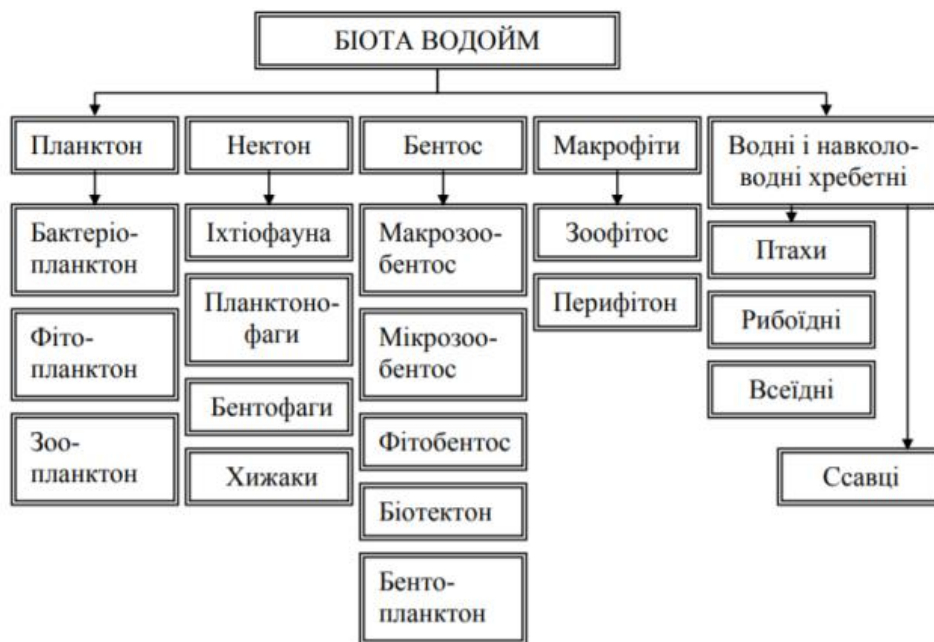 БІОТА ВОДОЙМ
Планктон
Бактеріо-
планктон
Фіто-
планктон
Зоо-
планктон
Нектон
Іхтіофауна
Планктоно-
фаги
Бентофаги
Хижаки
Бентос
Макрозоо-
бентос
Мікрозоо-
бентос
Фітобентос
Біотектон
Бенто-
планктон
Макрофіти
Зоофітос
Перифітон
Водні і навколо-
водні хребетні
Птахи
Рибоїдні
Всеїдні
Ссавці